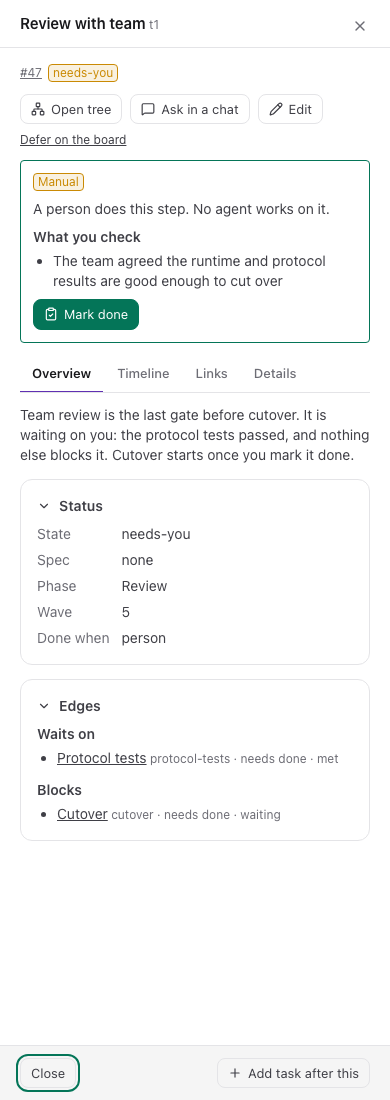 Review with team t1
#47 needs-you
Open tree Ask in a chat Edit
Defer on the board
Manual
A person does this step. No agent works on it.
What you check
• The team agreed the runtime and protocol
results are good enough to cut over
Mark done
Overview Timeline Links Details
Team review is the last gate before cutover. It is
waiting on you: the protocol tests passed, and nothing
else blocks it. Cutover starts once you mark it done.
Status
State needs-you
Spec none
Phase Review
Wave 5
Done when person
Edges
Waits on
• Protocol tests protocol-tests · needs done · met
Blocks
• Cutover cutover · needs done · waiting
Close + Add task after this